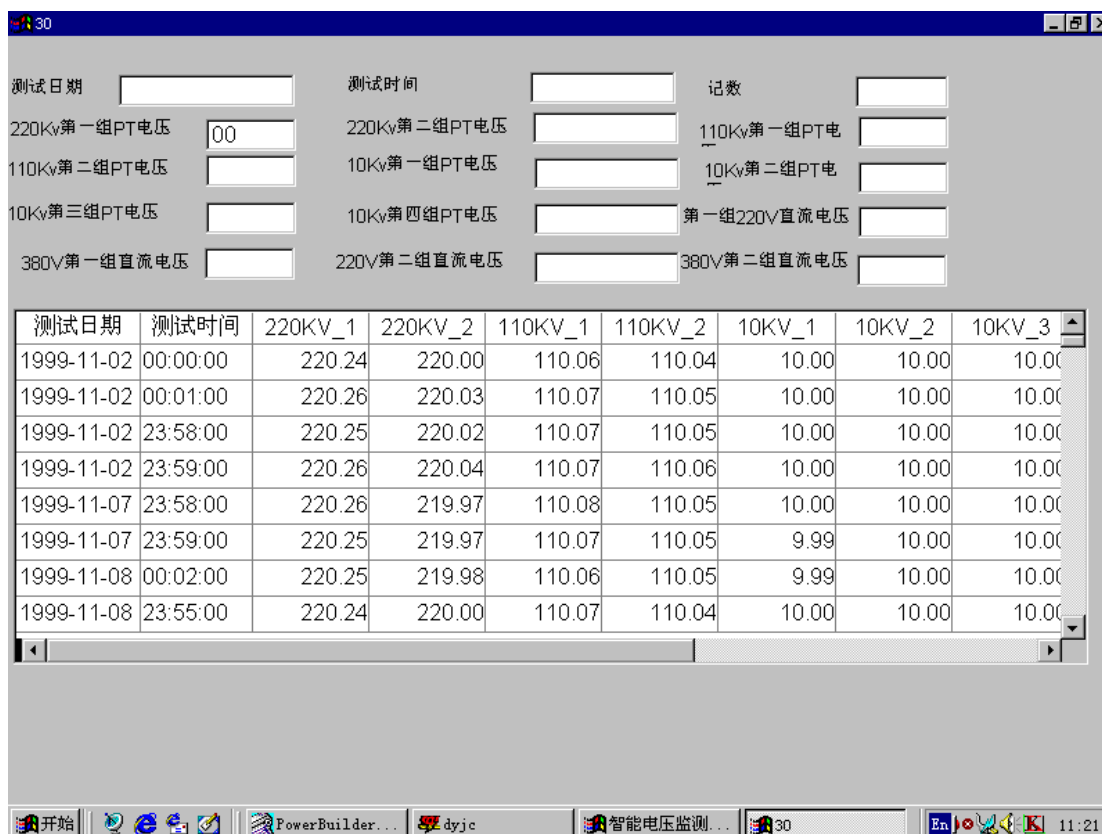 30
测试日期 测试时间 记数
220Kv第一组PT电压 00 220Kv第二组PT电压 110Kv第一组PT电
110Kv第二组PT电压 10Kv第一组PT电压 10Kv第二组PT电
10Kv第三组PT电压 10Kv第四组PT电压 第一组220V直流电压
380V第一组直流电压 220V第二组直流电压 380V第二组直流电压
测试日期 测试时间 220KV_1 220KV_2 110KV_1 110KV_2 10KV_1 10KV_2 10KV_3
1999-11-02 00:00:00 220.24 220.00 110.06 110.04 10.00 10.00 10.00
1999-11-02 00:01:00 220.26 220.03 110.07 110.05 10.00 10.00 10.00
1999-11-02 23:58:00 220.25 220.02 110.07 110.05 10.00 10.00 10.00
1999-11-02 23:59:00 220.26 220.04 110.07 110.06 10.00 10.00 10.00
1999-11-07 23:58:00 220.26 219.97 110.08 110.05 10.00 10.00 10.00
1999-11-07 23:59:00 220.25 219.97 110.07 110.05 9.99 10.00 10.00
1999-11-08 00:02:00 220.25 219.98 110.06 110.05 9.99 10.00 10.00
1999-11-08 23:55:00 220.24 220.00 110.07 110.04 10.00 10.00 10.00
开始 PowerBuilder... dyjc 智能电压监测... 30 En K 11:21